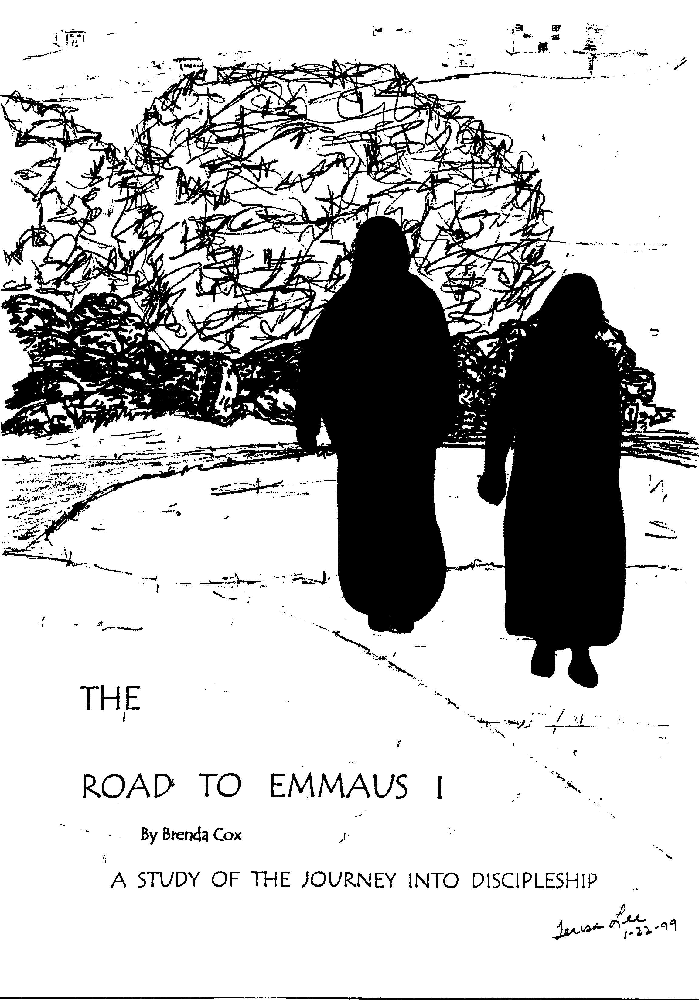 THE
ROAD TO EMMAUS I
By Brenda Cox
A STUDY OF THE JOURNEY INTO DISCIPLESHIP
Teresa Lee
1-22-99